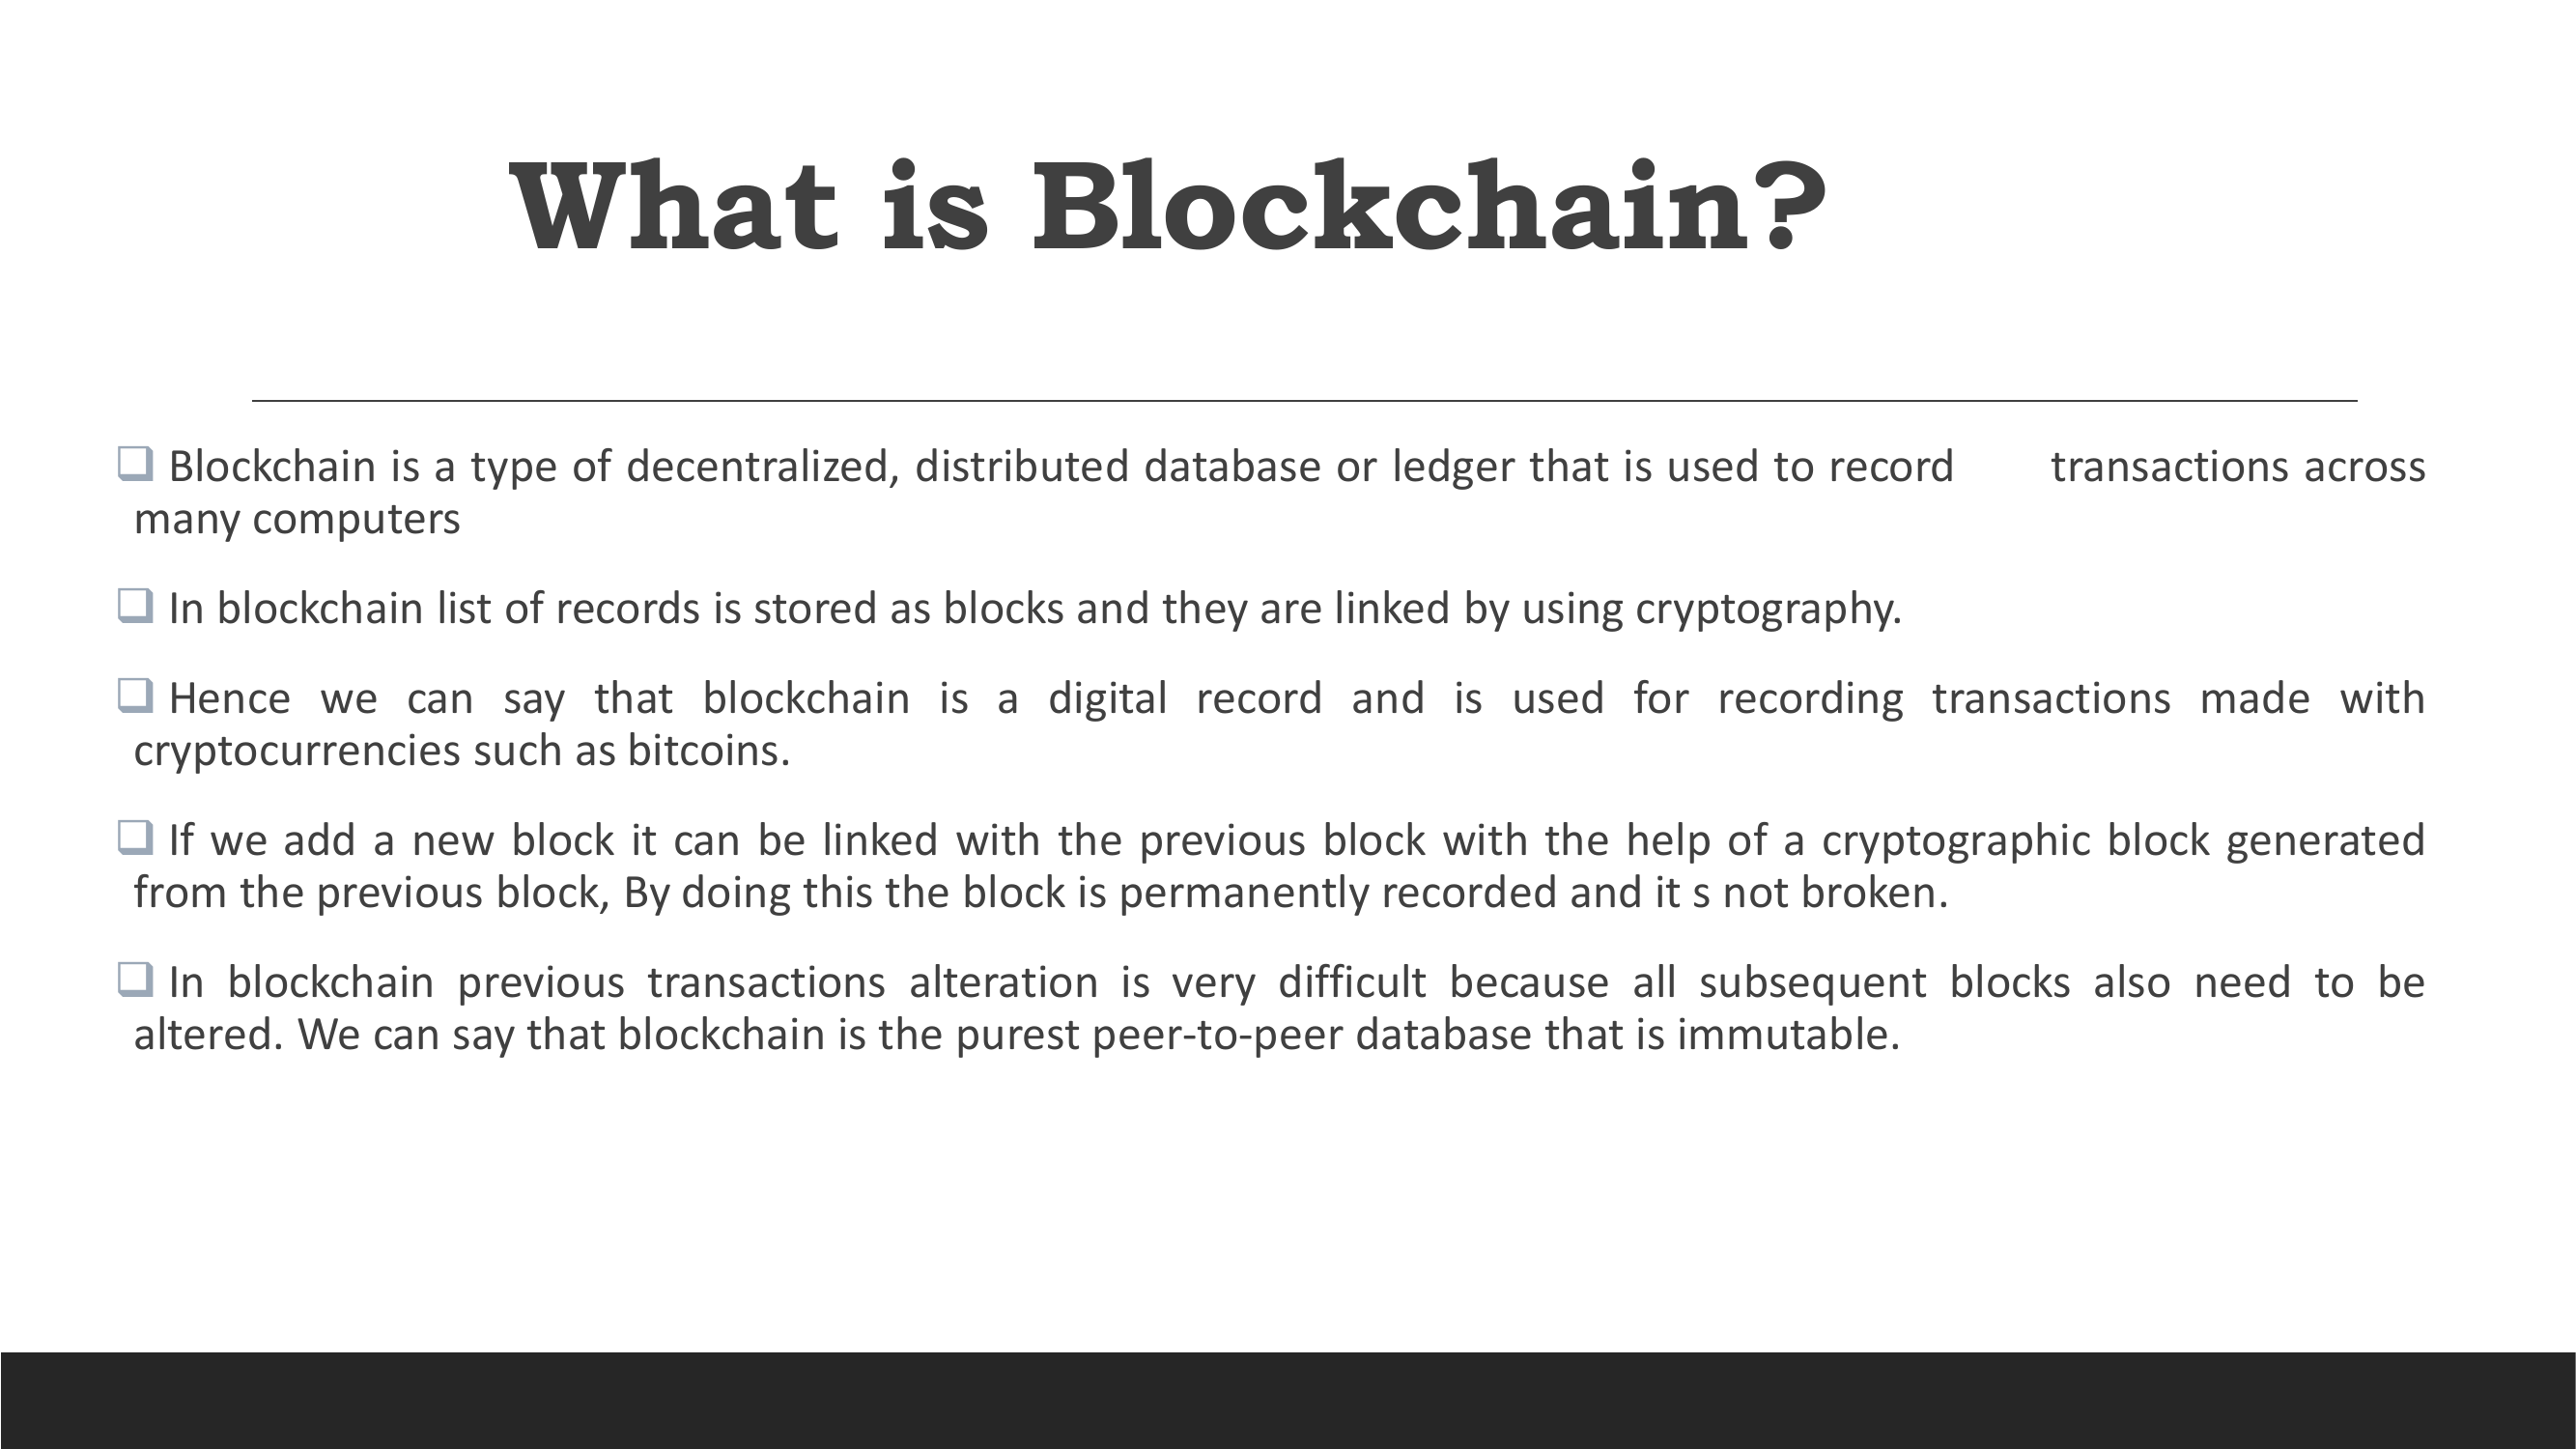 What is Blockchain?
❑ Blockchain is a type of decentralized, distributed database or ledger that is used to record transactions across
many computers
❑ In blockchain list of records is stored as blocks and they are linked by using cryptography.
❑ Hence we can say that blockchain is a digital record and is used for recording transactions made with
cryptocurrencies such as bitcoins.
❑ If we add a new block it can be linked with the previous block with the help of a cryptographic block generated
from the previous block, By doing this the block is permanently recorded and it s not broken.
❑ In blockchain previous transactions alteration is very difficult because all subsequent blocks also need to be
altered. We can say that blockchain is the purest peer-to-peer database that is immutable.